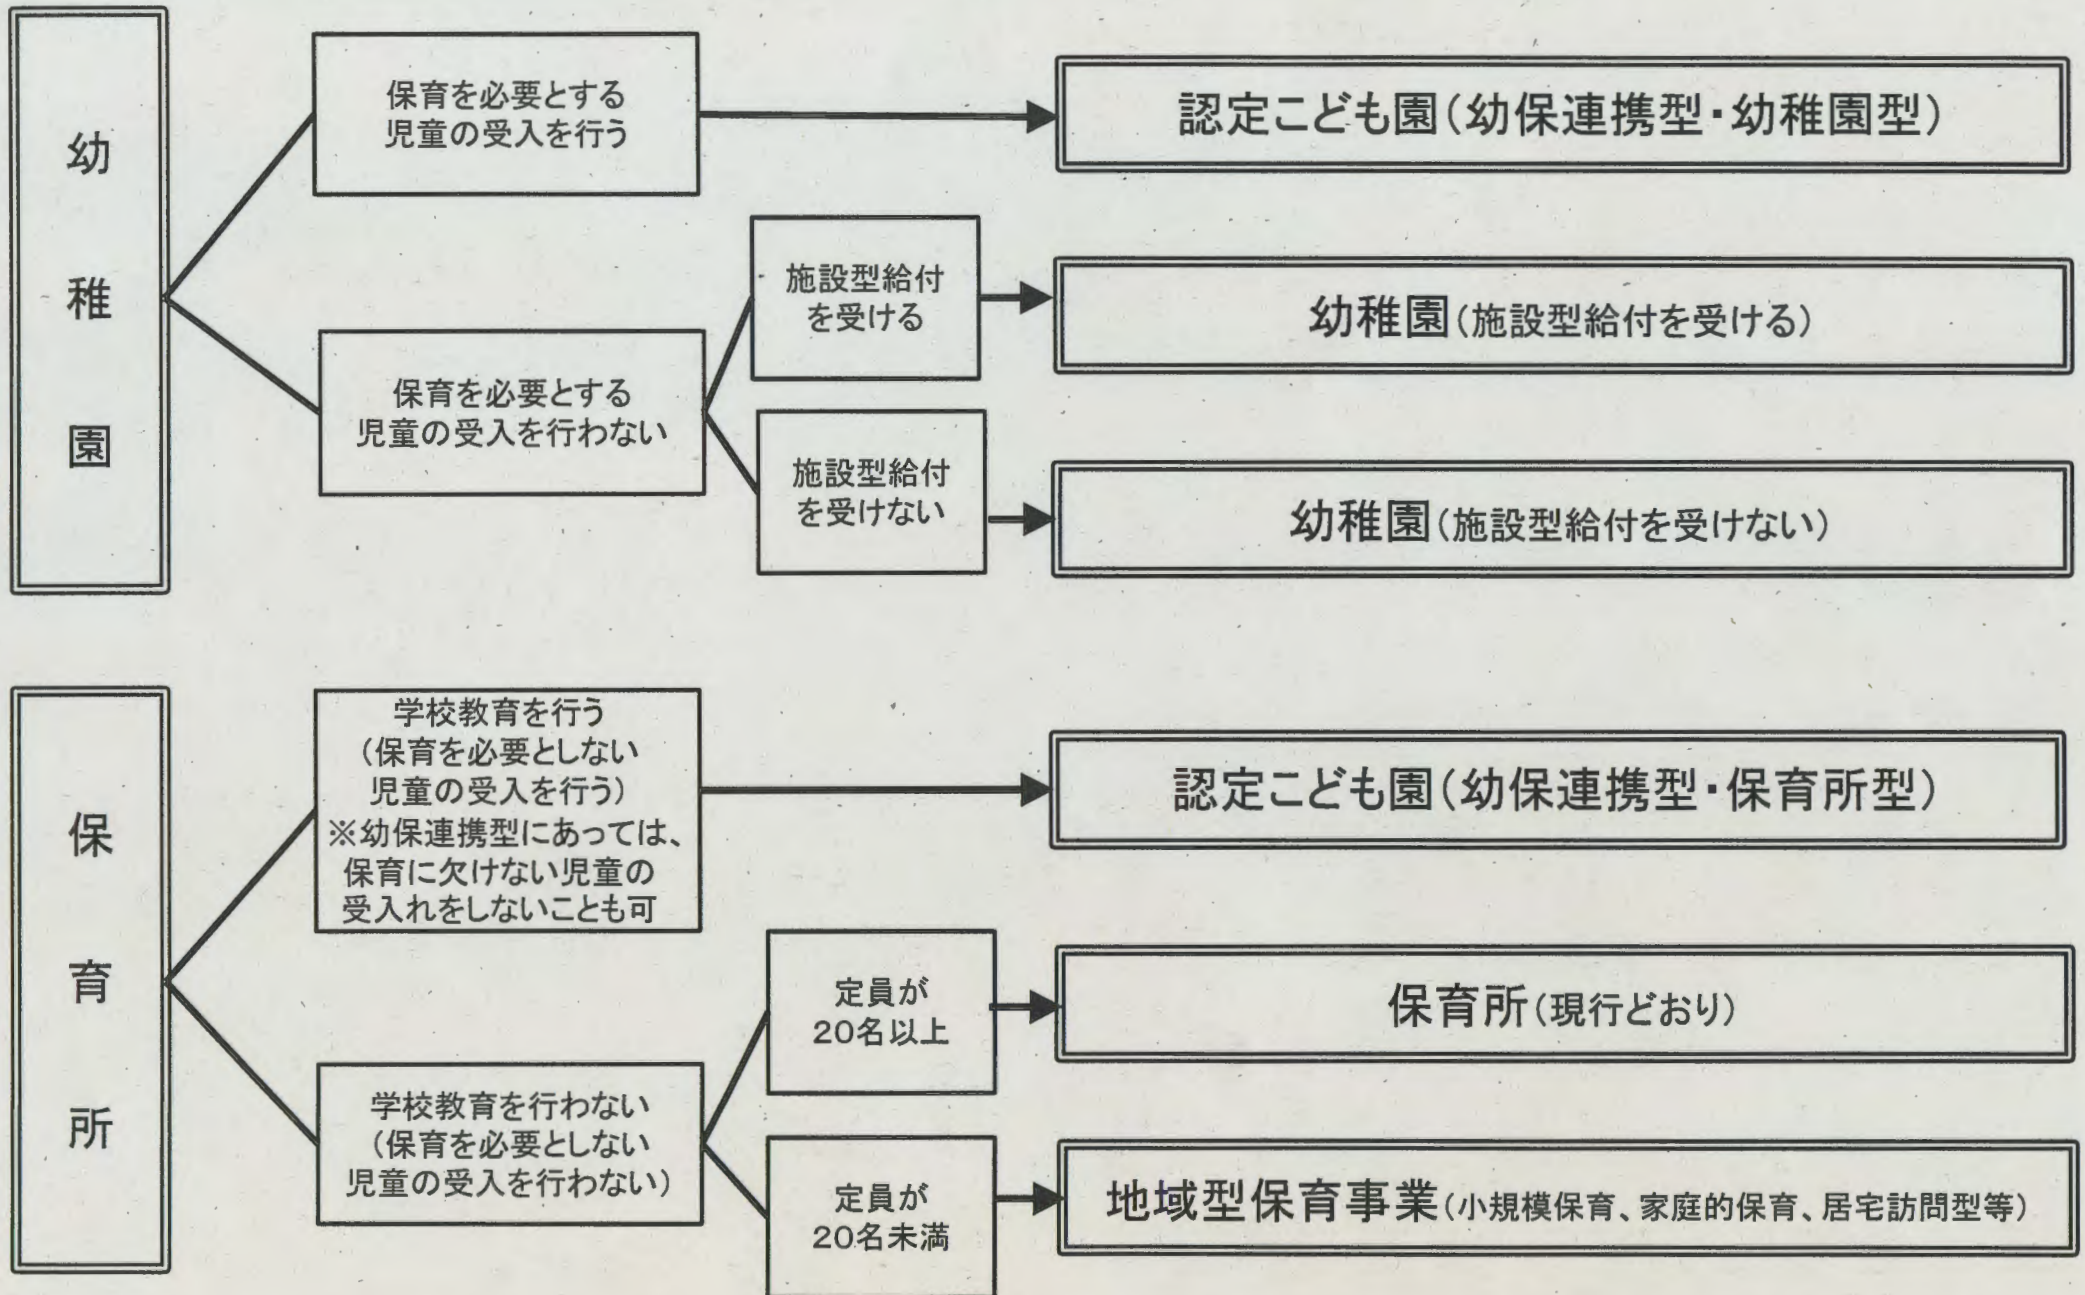 幼稚園
保育を必要とする
児童の受入を行う
認定こども園(幼保連携型・幼稚園型)
保育を必要とする
児童の受入を行わない
施設型給付
を受ける
幼稚園(施設型給付を受ける)
施設型給付
を受けない
幼稚園(施設型給付を受けない)
保育所
学校教育を行う
(保育を必要としない
児童の受入を行う)
※幼保連携型にあっては、
保育に欠けない児童の
受入れをしないことも可
認定こども園(幼保連携型・保育所型)
学校教育を行わない
(保育を必要としない
児童の受入を行わない)
定員が
20名以上
保育所(現行どおり)
定員が
20名未満
地域型保育事業(小規模保育、家庭的保育、居宅訪問型等)